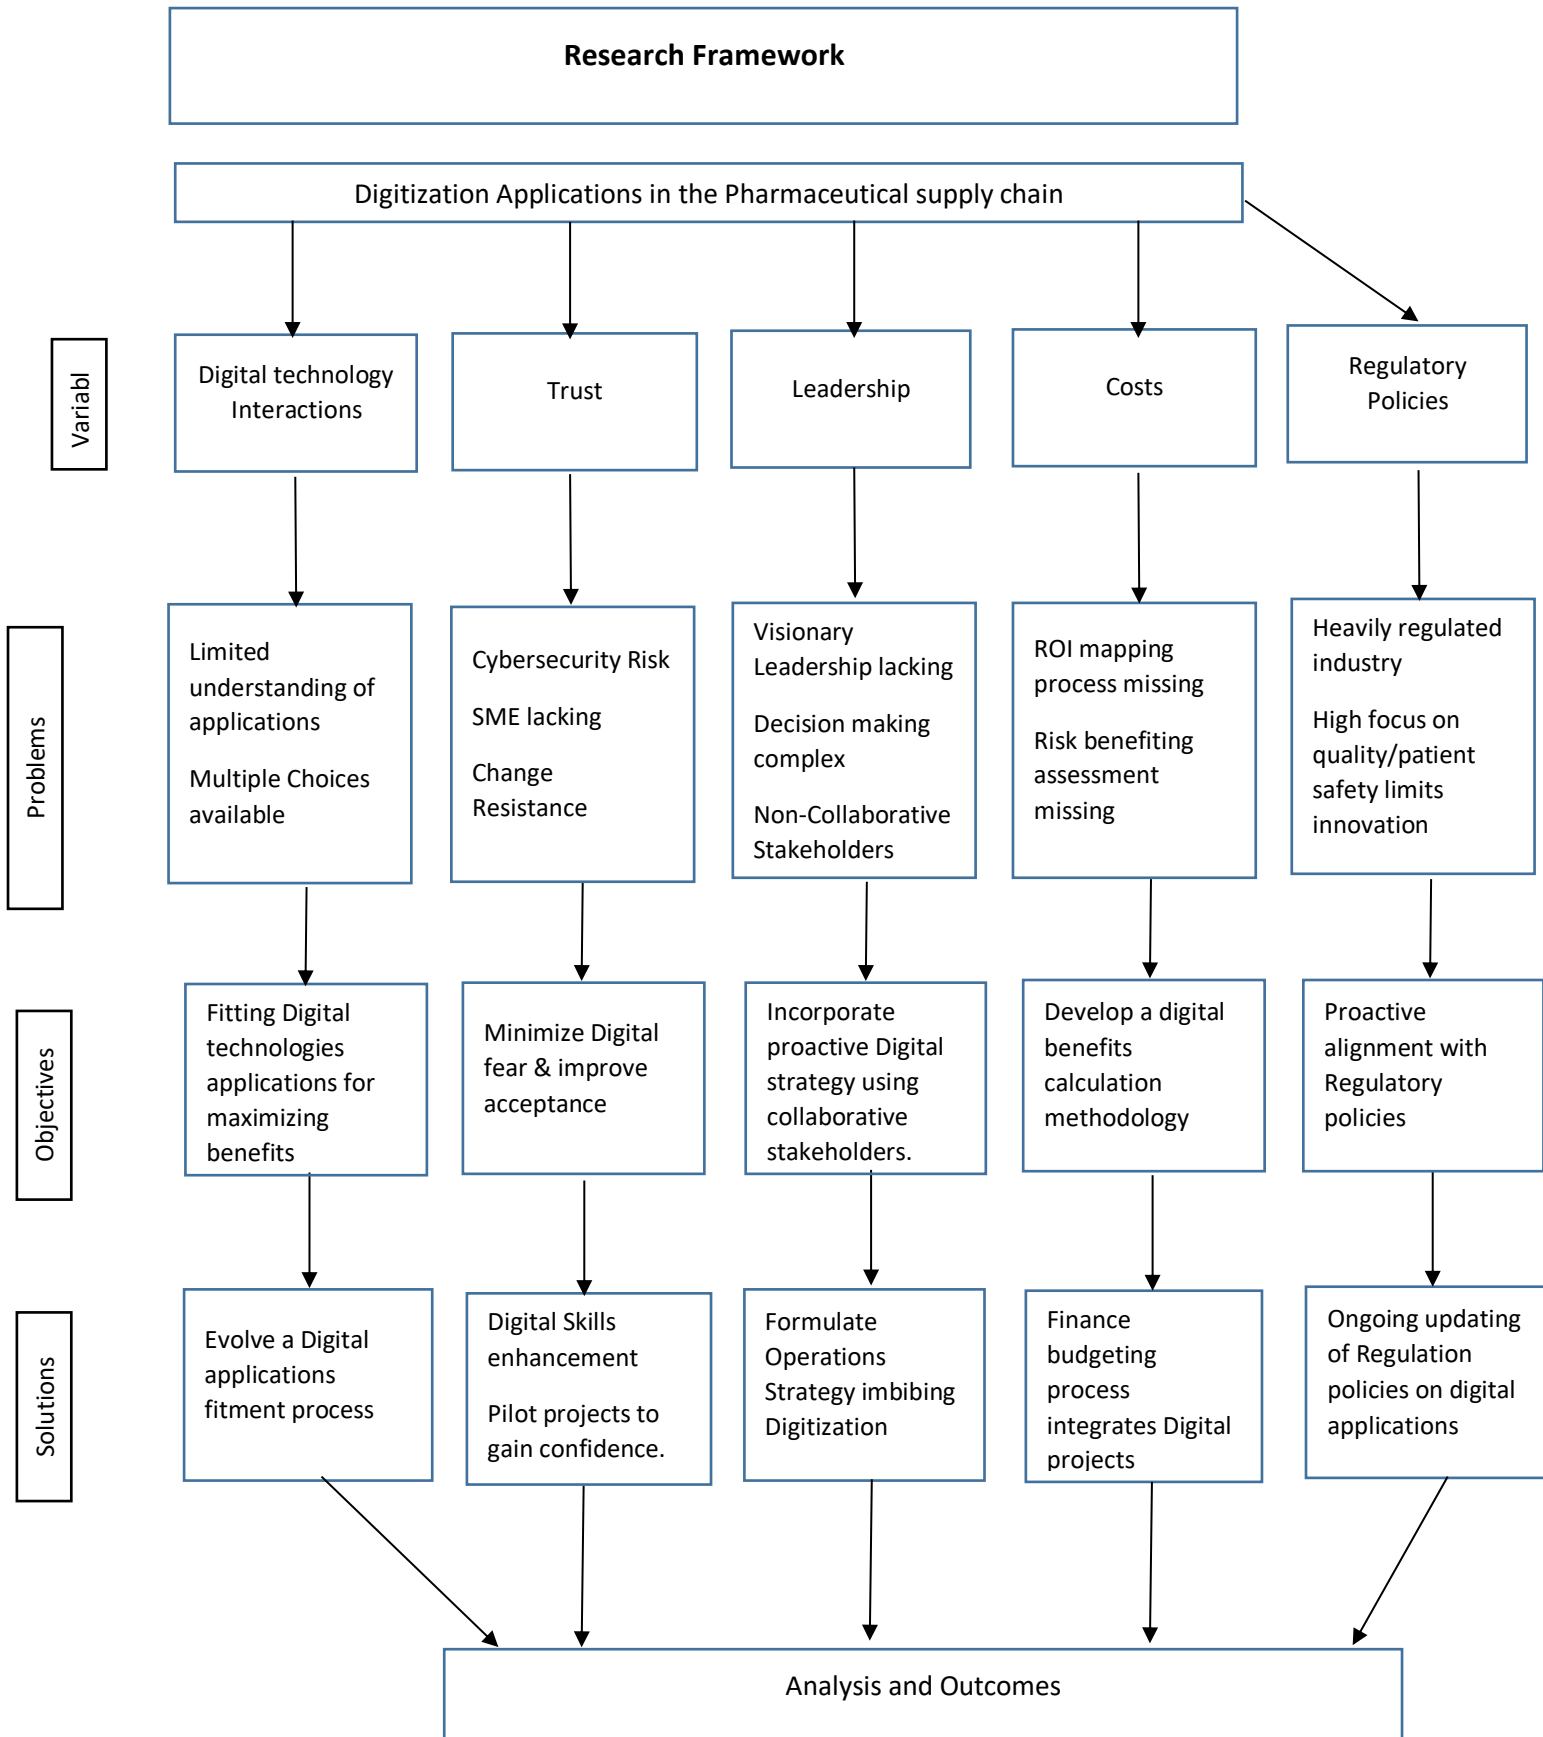 Research Framework
Digitization Applications in the Pharmaceutical supply chain
Variabl
Digital technology
Interactions
Trust
Leadership
Costs
Regulatory
Policies
Problems
Limited
understanding of
applications
Multiple Choices
available
Cybersecurity Risk
SME lacking
Change
Resistance
Visionary
Leadership lacking
Decision making
complex
Non-Collaborative
Stakeholders
ROI mapping
process missing
Risk benefiting
assessment
missing
Heavily regulated
industry
High focus on
quality/patient
safety limits
innovation
Objectives
Fitting Digital
technologies
applications for
maximizing
benefits
Minimize Digital
fear & improve
acceptance
Incorporate
proactive Digital
strategy using
collaborative
stakeholders.
Develop a digital
benefits
calculation
methodology
Proactive
alignment with
Regulatory
policies
Solutions
Evolve a Digital
applications
fitment process
Digital Skills
enhancement
Pilot projects to
gain confidence.
Formulate
Operations
Strategy imbibing
Digitization
Finance
budgeting
process
integrates Digital
projects
Ongoing updating
of Regulation
policies on digital
applications
Analysis and Outcomes